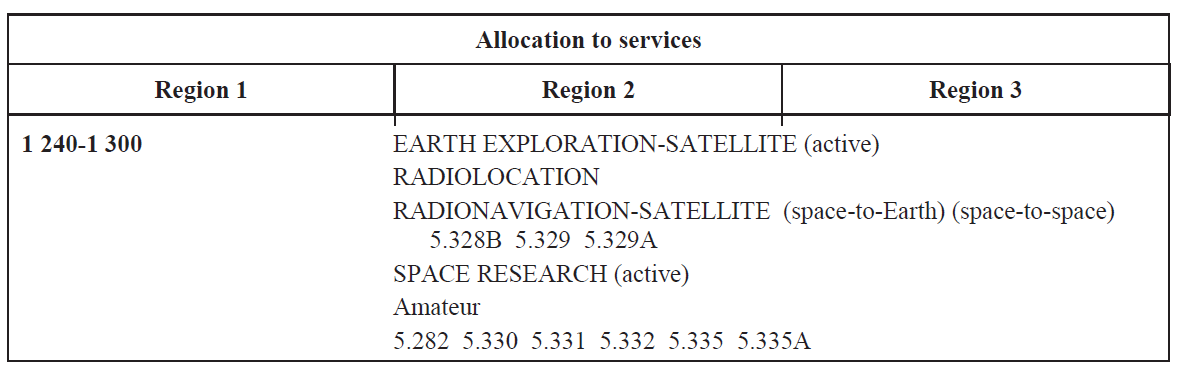 Allocation to services
Region 1 Region 2 Region 3
1 240-1 300 EARTH EXPLORATION-SATELLITE (active)
RADIOLOCATION
RADIONAVIGATION-SATELLITE (space-to-Earth) (space-to-space)
5.328B 5.329 5.329A
SPACE RESEARCH (active)
Amateur
5.282 5.330 5.331 5.332 5.335 5.335A